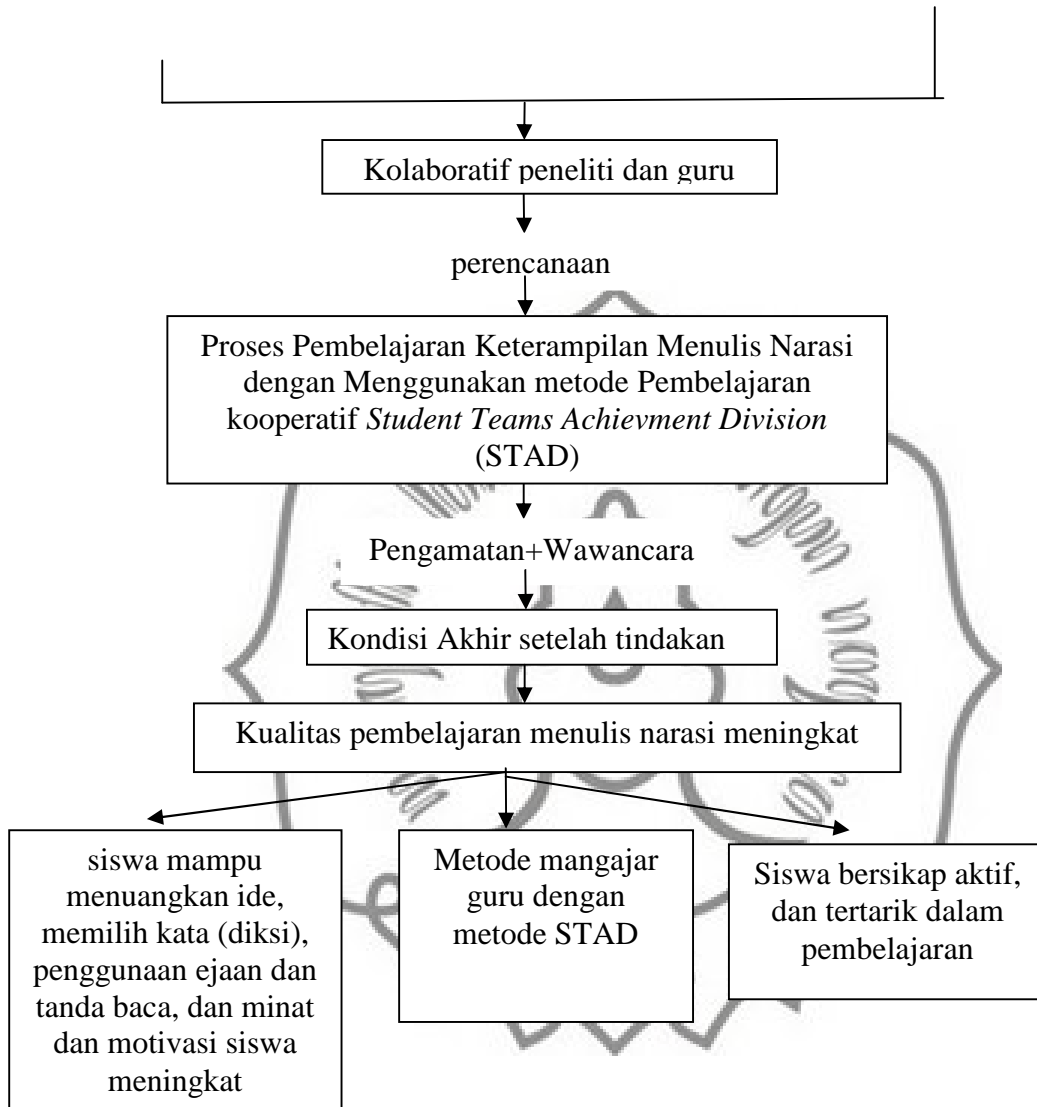 Kolaboratif peneliti dan guru
perencanaan
Proses Pembelajaran Keterampilan Menulis Narasi
dengan Menggunakan metode Pembelajaran
kooperatif Student Teams Achievment Division
(STAD)
Pengamatan+Wawancara
Kondisi Akhir setelah tindakan
Kualitas pembelajaran menulis narasi meningkat
siswa mampu
menuangkan ide,
memilih kata (diksi),
penggunaan ejaan dan
tanda baca, dan minat
dan motivasi siswa
meningkat
Metode mangajar
guru dengan
metode STAD
Siswa bersikap aktif,
dan tertarik dalam
pembelajaran